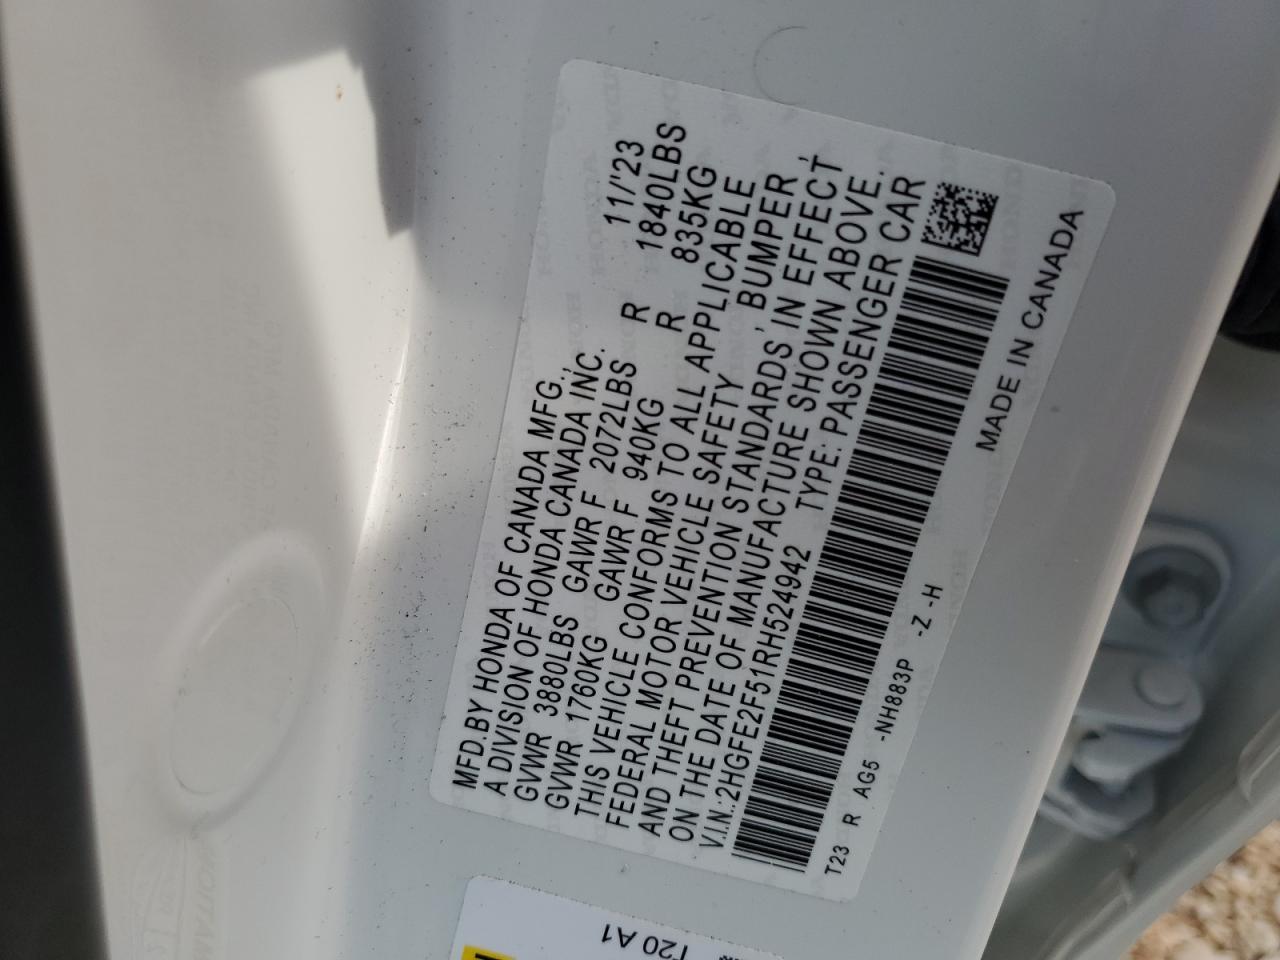 MFD.BY HONDA OF CANADA MFG.,
A DIVISION OF HONDA CANADA INC. 11/'23
GVWR 3880LBS GAWR F 2072LBS R 1840LBS
GVWR 1760KG GAWR F 940KG R 835KG
THIS VEHICLE CONFORMS TO ALL APPLICABLE
FEDERAL MOTOR VEHICLE SAFETY, BUMPER,
AND THEFT PREVENTION STANDARDS IN EFFECT
ON THE DATE OF MANUFACTURE SHOWN ABOVE.
V.I.N.:2HGFE2F51RH524942 TYPE: PASSENGER CAR
T23 R AG5 -NH883P -Z -H
MADE IN CANADA
T20 A1